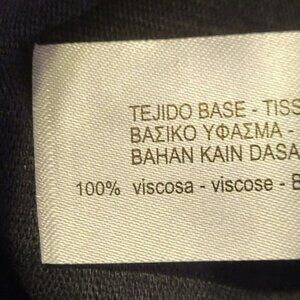 TEJIDO BASE - TISS
ΒΑΣΙΚΟ ΥΦΑΣΜΑ -
BAHAN KAIN DASA
100% viscosa - viscose - B